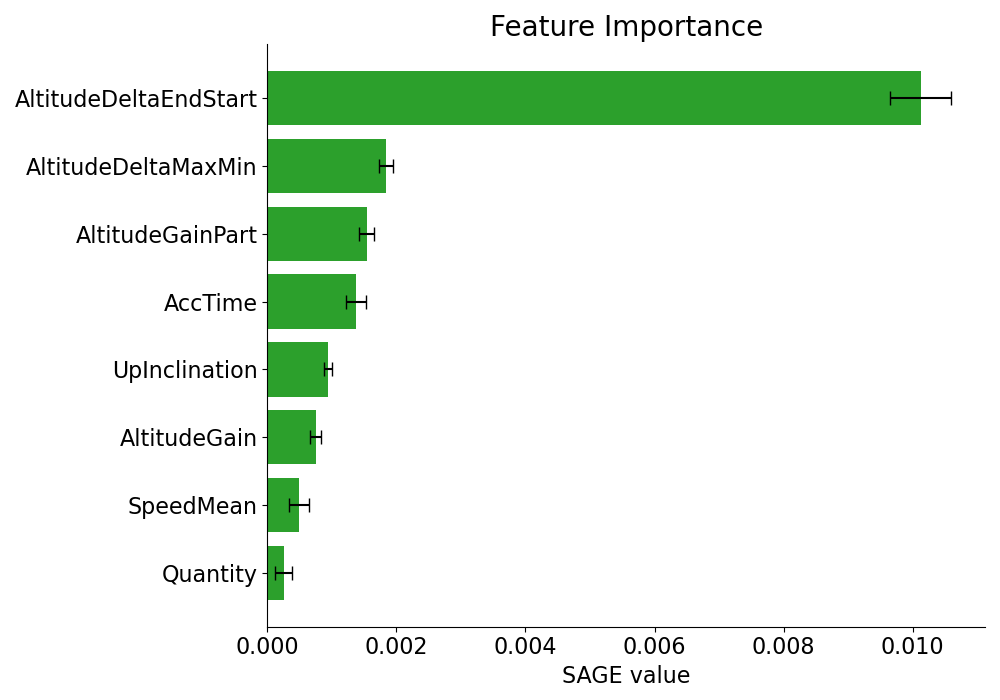 Feature Importance
AltitudeDeltaEndStart
AltitudeDeltaMaxMin
AltitudeGainPart
AccTime
UpInclination
AltitudeGain
SpeedMean
Quantity
0.000 0.002 0.004 0.006 0.008 0.010
SAGE value